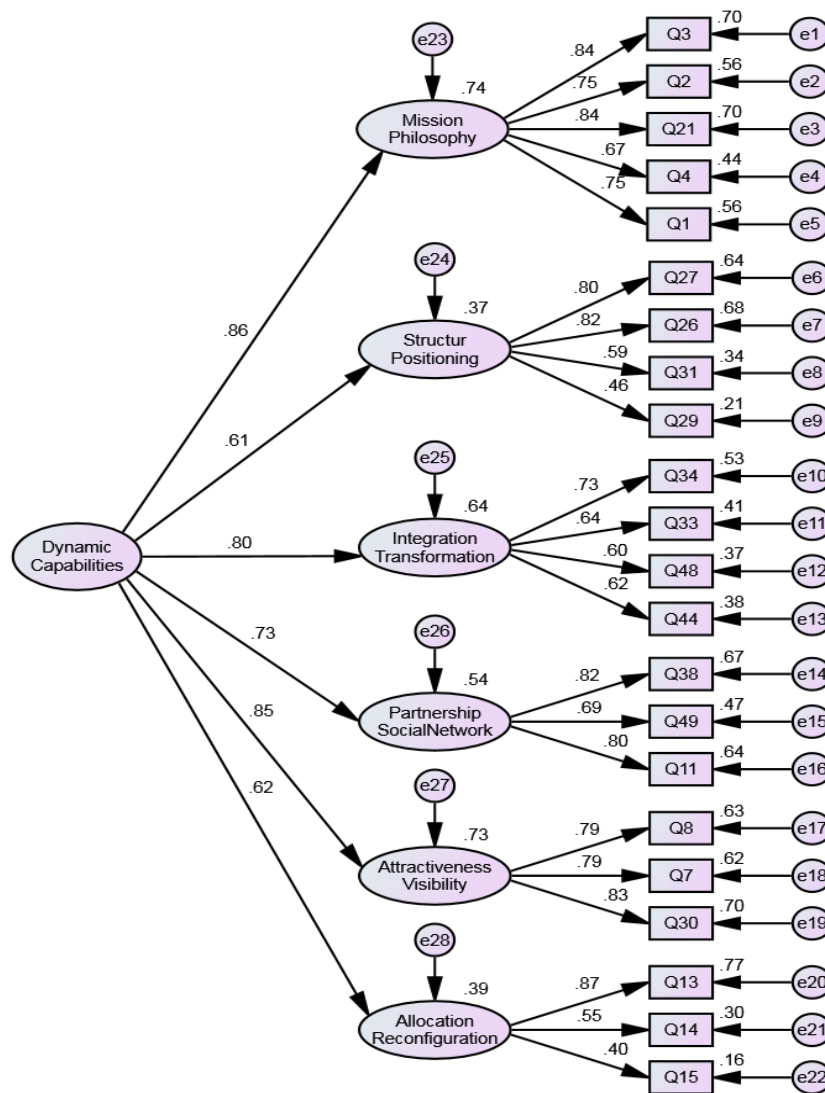 e23
.74
Mission
Philosophy
.84
Q3
.70
e1
.75
Q2
.56
e2
.84
Q21
.70
e3
.67
Q4
.44
e4
.75
Q1
.56
e5
e24
.86
.37
Structur
Positioning
.80
Q27
.64
e6
.82
Q26
.68
e7
.59
Q31
.34
e8
.46
Q29
.21
e9
.61
e25
.64
Integration
Transformation
.73
Q34
.53
e10
.64
Q33
.41
e11
.60
Q48
.37
e12
.62
Q44
.38
e13
Dynamic
Capabilities
.80
e26
.73
.54
Partnership
SocialNetwork
.82
Q38
.67
e14
.69
Q49
.47
e15
.80
Q11
.64
e16
.85
e27
.73
Attractiveness
Visibility
.79
Q8
.63
e17
.79
Q7
.62
e18
.83
Q30
.70
e19
.62
e28
.39
Allocation
Reconfiguration
.87
Q13
.77
e20
.55
Q14
.30
e21
.40
Q15
.16
e22